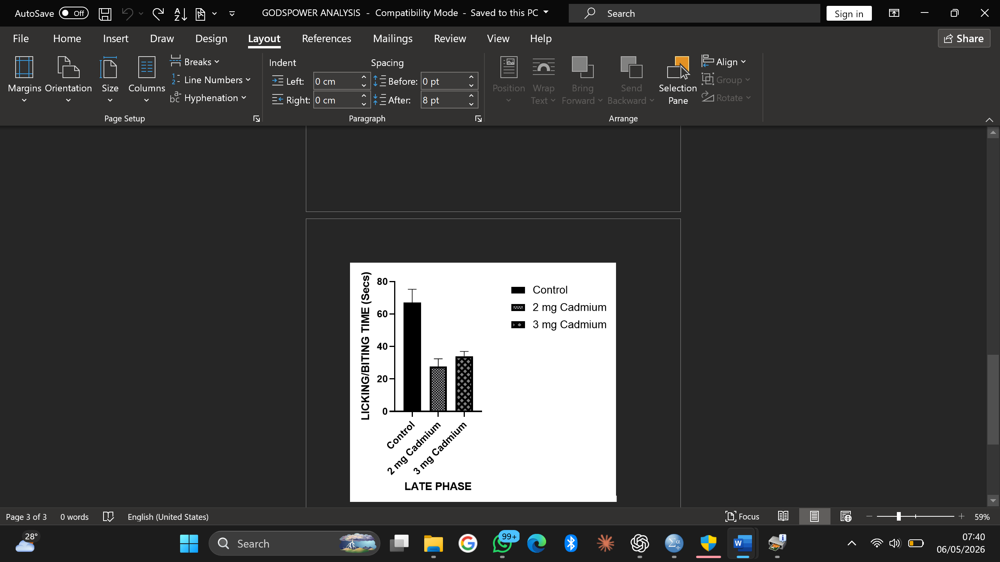 AutoSave Off GODSPOWER ANALYSIS - Compatibility Mode - Saved to this PC Search Sign in
File Home Insert Draw Design Layout References Mailings Review View Help Share
Margins Orientation Size Columns
Breaks
Line Numbers
Hyphenation
Page Setup
Indent Spacing
Left: 0 cm Before: 0 pt
Right: 0 cm After: 8 pt
Paragraph
Position Wrap Text Bring Forward Send Backward Selection Pane
Align
Group
Rotate
Arrange
LICKING/BITING TIME (Secs)
80
60
40
20
0
Control
2 mg Cadmium
3 mg Cadmium
Control
2 mg Cadmium
3 mg Cadmium
LATE PHASE
Page 3 of 3 0 words English (United States) Focus 59%
28° Search 99+ 07:40
06/05/2026